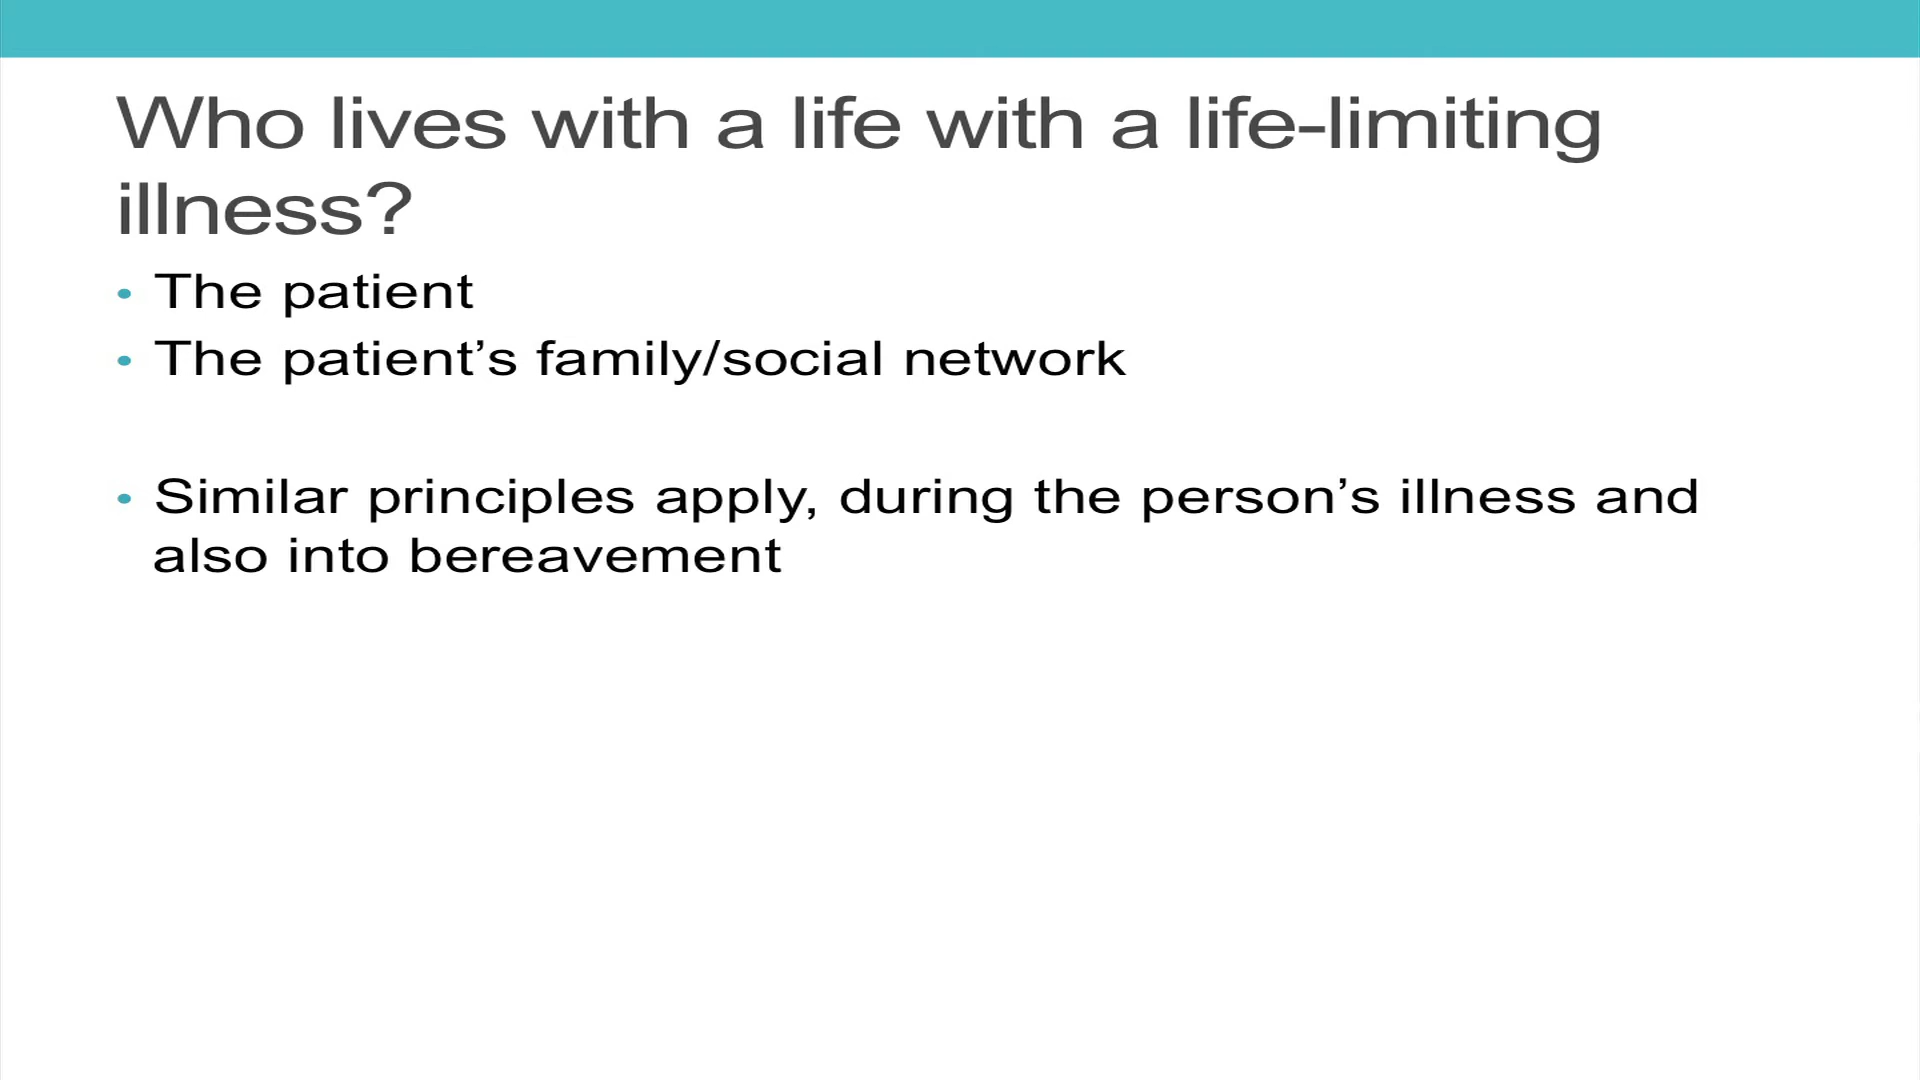 Who lives with a life with a life-limiting
illness?
• The patient
• The patient’s family/social network
• Similar principles apply, during the person’s illness and
also into bereavement